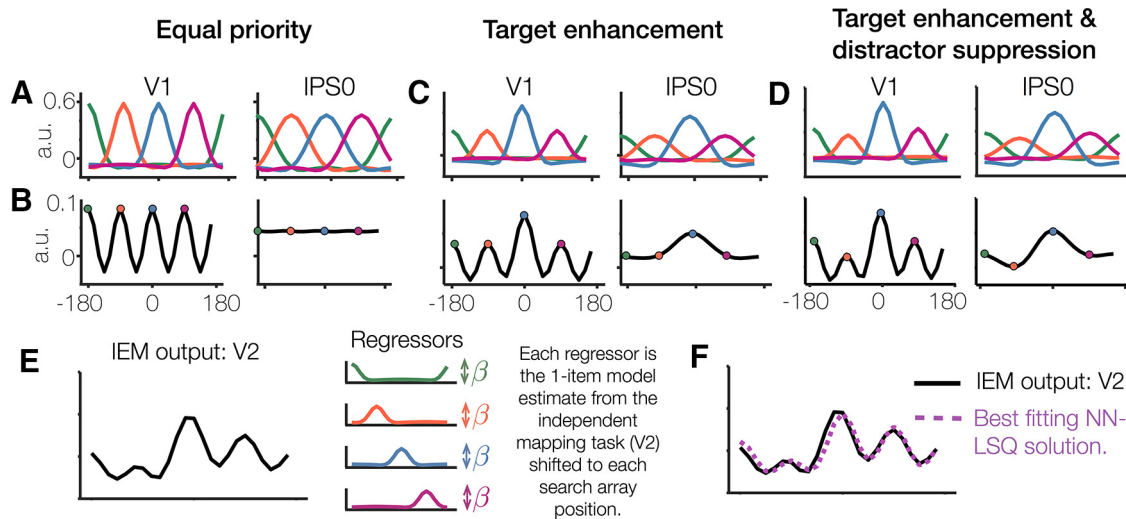 Equal priority
Target enhancement
Target enhancement &
distractor suppression
A
V1
IPS0
C
V1
IPS0
D
V1
IPS0
0.6
a.u.
0
B
0.1
a.u.
0
-180
0
180
-180
0
180
-180
0
180
E
IEM output: V2
Regressors
β
β
β
β
Each regressor is
the 1-item model
estimate from the
independent
mapping task (V2)
shifted to each
search array
position.
F
IEM output: V2
Best fitting NN-
LSQ solution.